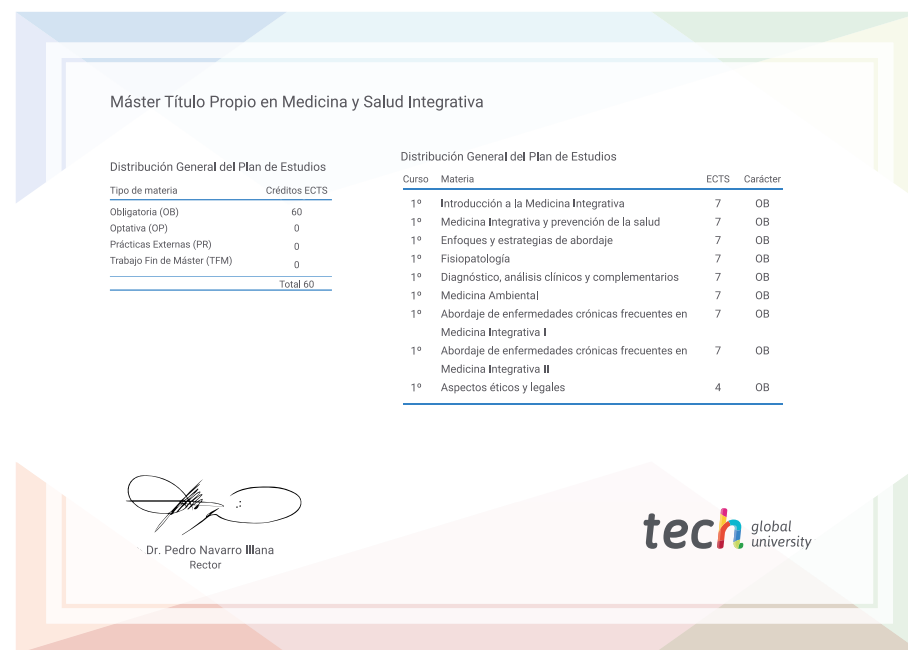 Máster Título Propio en Medicina y Salud Integrativa
Distribución General del Plan de Estudios
Tipo de materia Créditos ECTS
Obligatoria (OB) 60
Optativa (OP) 0
Prácticas Externas (PR) 0
Trabajo Fin de Máster (TFM) 0
Total 60
Distribución General del Plan de Estudios
Curso Materia ECTS Carácter
1º Introducción a la Medicina Integrativa 7 OB
1º Medicina Integrativa y prevención de la salud 7 OB
1º Enfoques y estrategias de abordaje 7 OB
1º Fisiopatología 7 OB
1º Diagnóstico, análisis clínicos y complementarios 7 OB
1º Medicina Ambiental 7 OB
1º Abordaje de enfermedades crónicas frecuentes en 7 OB
Medicina Integrativa I
1º Abordaje de enfermedades crónicas frecuentes en 7 OB
Medicina Integrativa II
1º Aspectos éticos y legales 4 OB
Dr. Pedro Navarro Illana
Rector
tech global
university